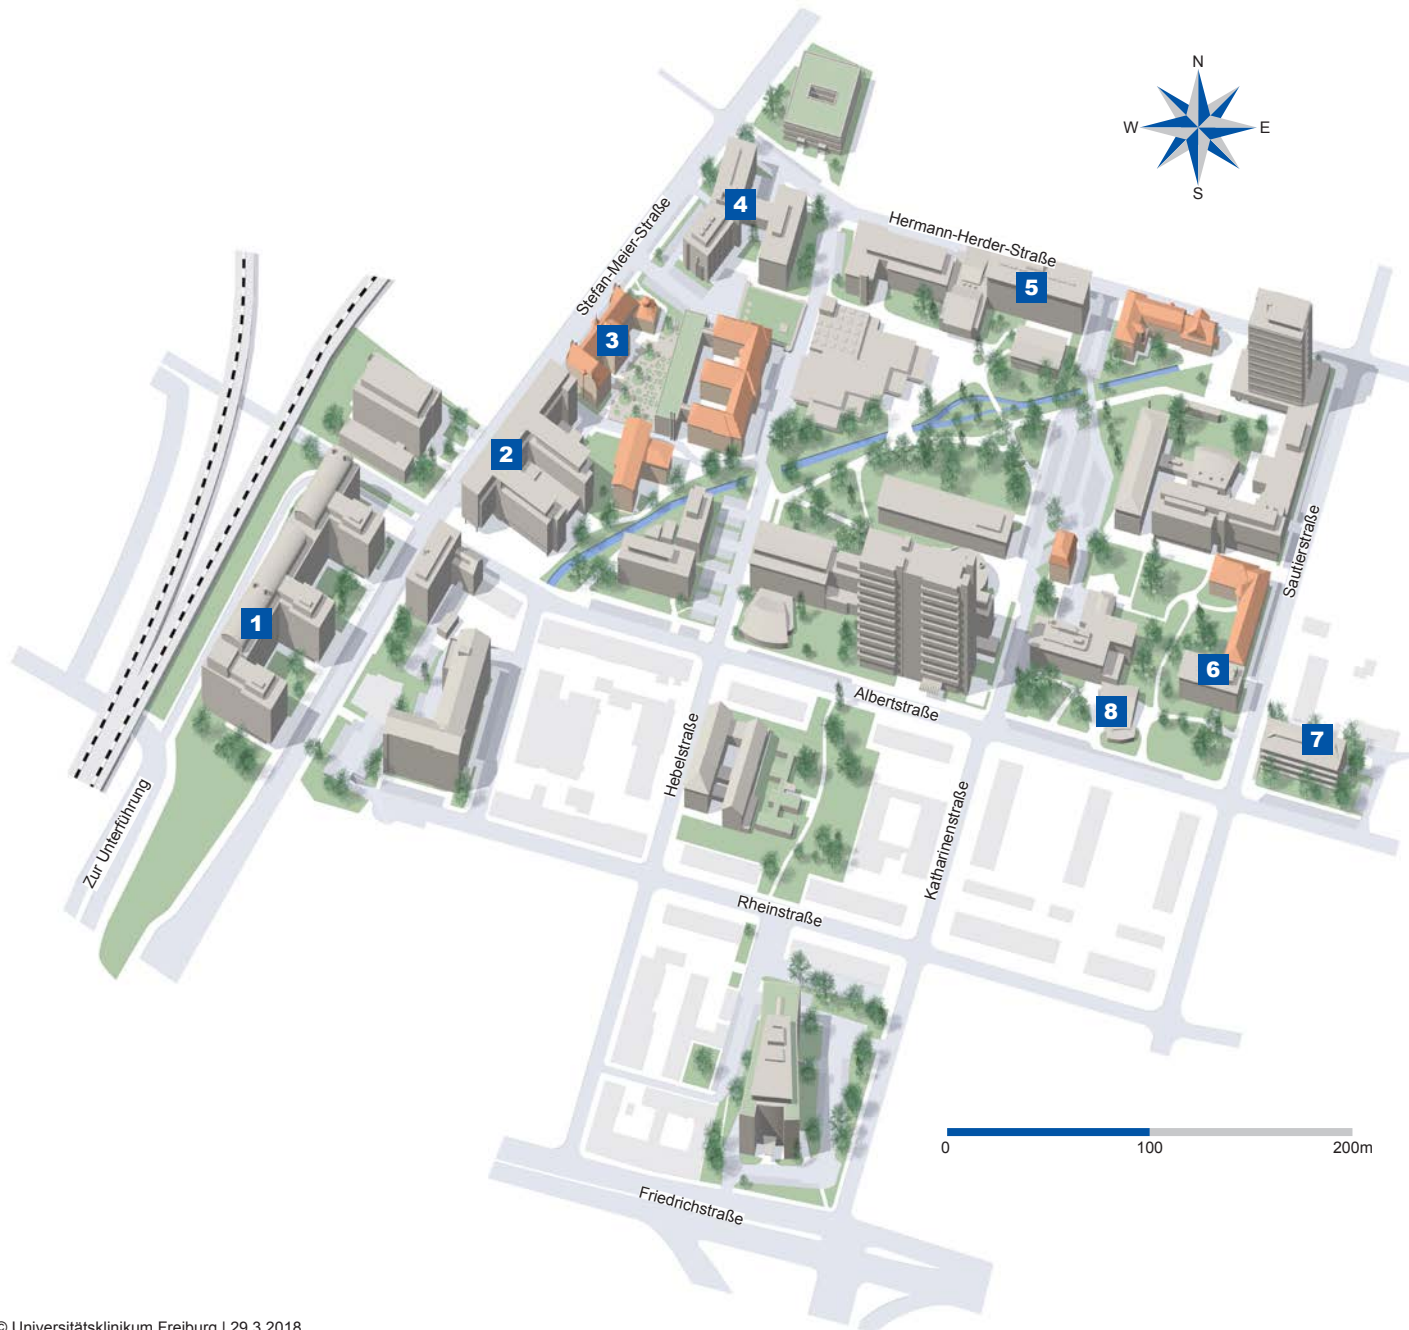 N
W E
S
4
Hermann-Herder-Straße
Stefan-Meier-Straße
5
3
2
Sautierstraße
1
6
Albertstraße
8
7
Hebelstraße
Katharinenstraße
Zur Unterführung
Rheinstraße
0 100 200m
Friedrichstraße
© Universitätsklinikum Freiburg | 29.3.2018